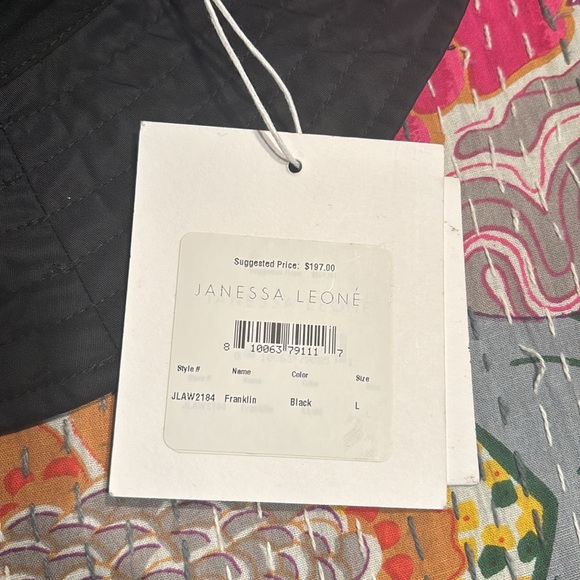 Suggested Price: $197.00
JANESSA LEONÉ
8 10063 79111 7
Style # Name Color Size
JLAW2184 Franklin Black L